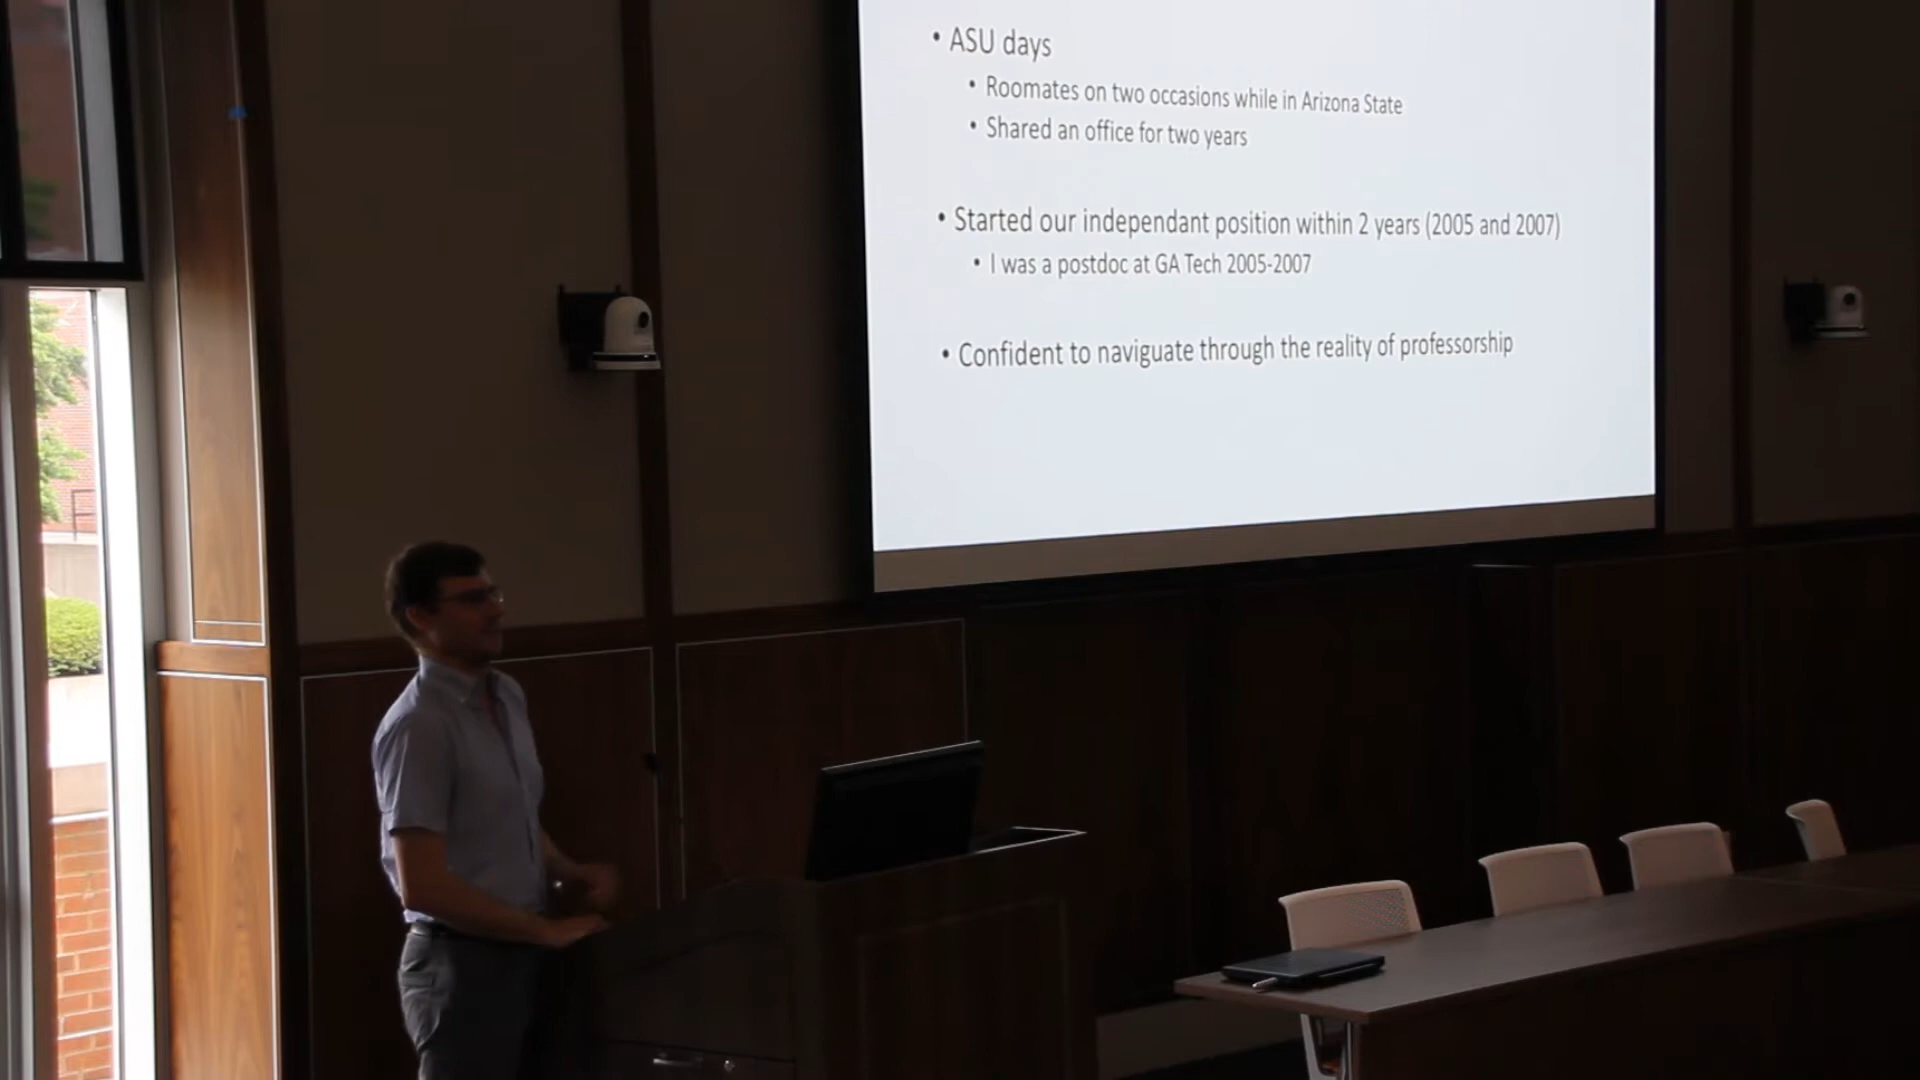 • ASU days
• Roomates on two occasions while in Arizona State
• Shared an office for two years
• Started our independant position within 2 years (2005 and 2007)
• I was a postdoc at GA Tech 2005-2007
• Confident to naviguate through the reality of professorship